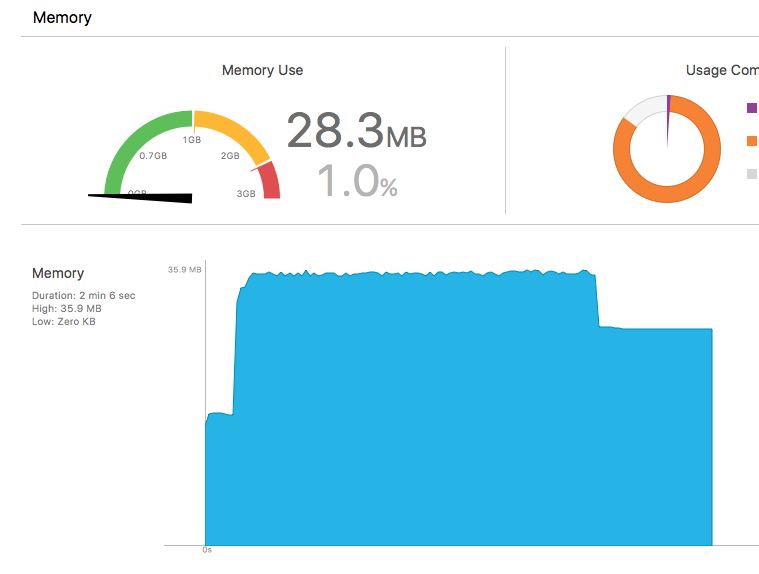 Memory
Memory Use
Usage Com
28.3MB
1.0%
1GB
0.7GB
2GB
0GB
3GB
Memory
Duration: 2 min 6 sec
High: 35.9 MB
Low: Zero KB
35.9 MB
0s